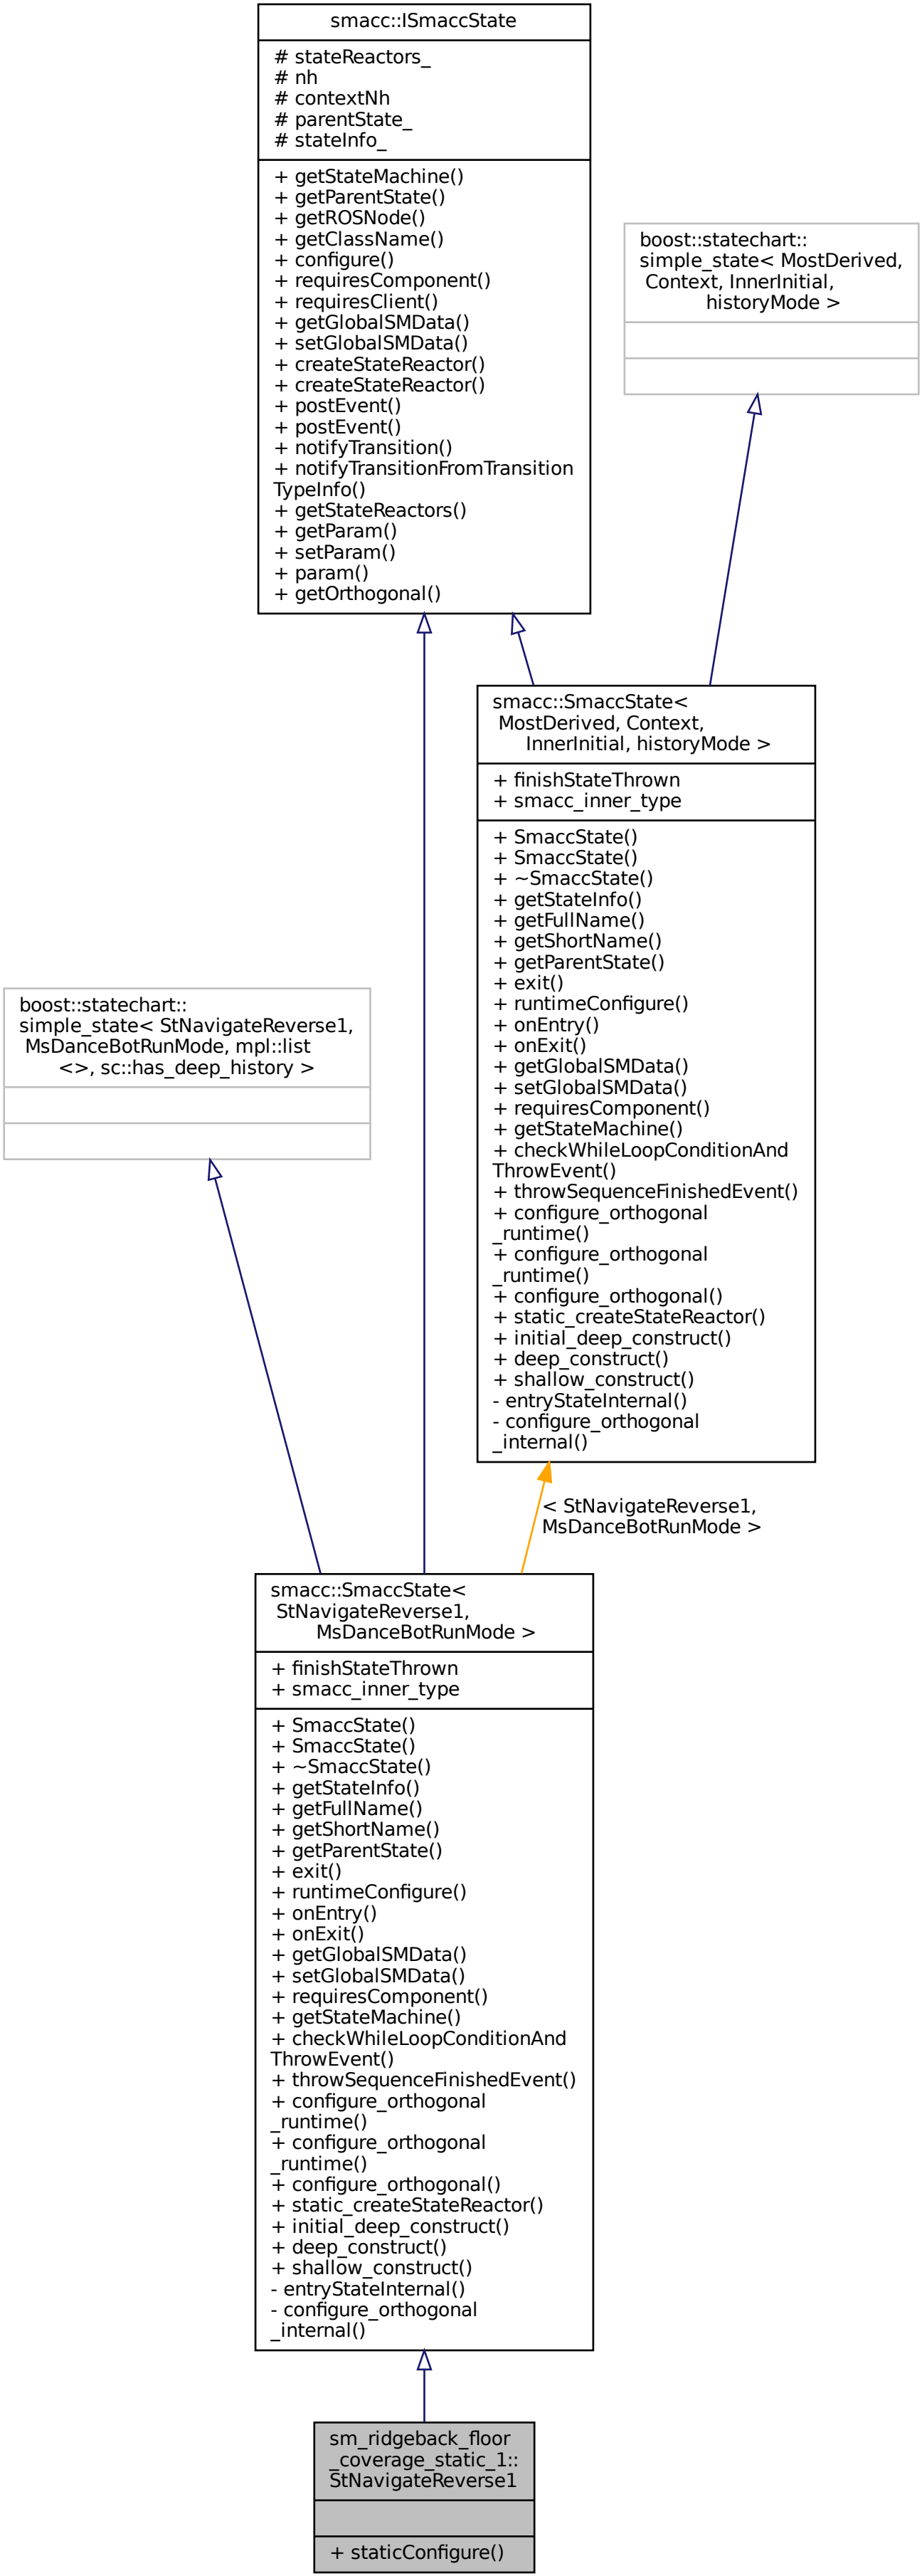 smacc::ISmaccState
# stateReactors_
# nh
# contextNh
# parentState_
# stateInfo_
+ getStateMachine()
+ getParentState()
+ getROSNode()
+ getClassName()
+ configure()
+ requiresComponent()
+ requiresClient()
+ getGlobalSMData()
+ setGlobalSMData()
+ createStateReactor()
+ createStateReactor()
+ postEvent()
+ postEvent()
+ notifyTransition()
+ notifyTransitionFromTransition
TypeInfo()
+ getStateReactors()
+ getParam()
+ setParam()
+ param()
+ getOrthogonal()
boost::statechart::
simple_state< MostDerived,
Context, InnerInitial,
historyMode >
smacc::SmaccState<
MostDerived, Context,
InnerInitial, historyMode >
+ finishStateThrown
+ smacc_inner_type
+ SmaccState()
+ SmaccState()
+ ~SmaccState()
+ getStateInfo()
+ getFullName()
+ getShortName()
+ getParentState()
+ exit()
+ runtimeConfigure()
+ onEntry()
+ onExit()
+ getGlobalSMData()
+ setGlobalSMData()
+ requiresComponent()
+ getStateMachine()
+ checkWhileLoopConditionAnd
ThrowEvent()
+ throwSequenceFinishedEvent()
+ configure_orthogonal
_runtime()
+ configure_orthogonal
_runtime()
+ configure_orthogonal()
+ static_createStateReactor()
+ initial_deep_construct()
+ deep_construct()
+ shallow_construct()
- entryStateInternal()
- configure_orthogonal
_internal()
boost::statechart::
simple_state< StNavigateReverse1,
MsDanceBotRunMode, mpl::list
<>, sc::has_deep_history >
< StNavigateReverse1,
MsDanceBotRunMode >
smacc::SmaccState<
StNavigateReverse1,
MsDanceBotRunMode >
+ finishStateThrown
+ smacc_inner_type
+ SmaccState()
+ SmaccState()
+ ~SmaccState()
+ getStateInfo()
+ getFullName()
+ getShortName()
+ getParentState()
+ exit()
+ runtimeConfigure()
+ onEntry()
+ onExit()
+ getGlobalSMData()
+ setGlobalSMData()
+ requiresComponent()
+ getStateMachine()
+ checkWhileLoopConditionAnd
ThrowEvent()
+ throwSequenceFinishedEvent()
+ configure_orthogonal
_runtime()
+ configure_orthogonal
_runtime()
+ configure_orthogonal()
+ static_createStateReactor()
+ initial_deep_construct()
+ deep_construct()
+ shallow_construct()
- entryStateInternal()
- configure_orthogonal
_internal()
sm_ridgeback_floor
_coverage_static_1::
StNavigateReverse1
+ staticConfigure()